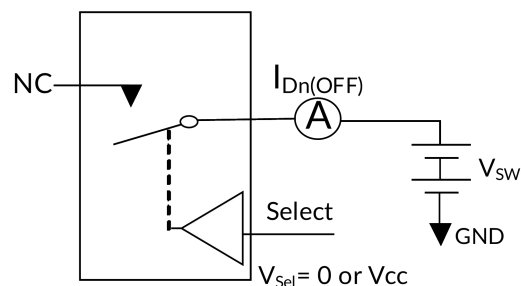 NC
I_Dn(OFF)
A
V_SW
Select
GND
V_Sel= 0 or Vcc